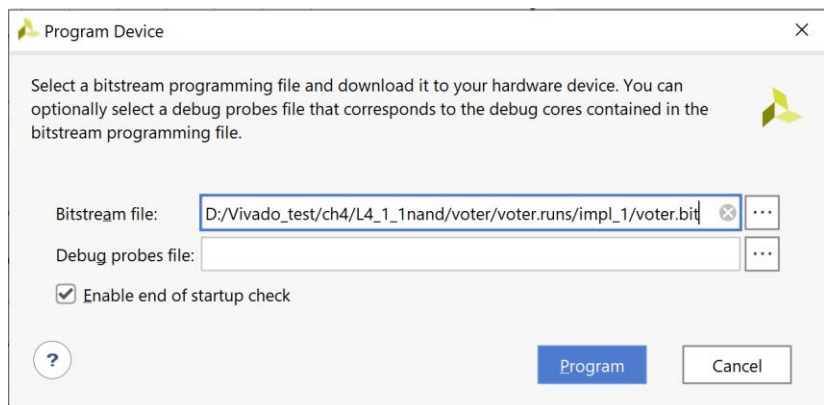 Program Device
Select a bitstream programming file and download it to your hardware device. You can
optionally select a debug probes file that corresponds to the debug cores contained in the
bitstream programming file.
Bitstream file: D:/Vivado_test/ch4/L4_1_1nand/voter/voter.runs/impl_1/voter.bit ...
Debug probes file: ...
Enable end of startup check
? Program Cancel